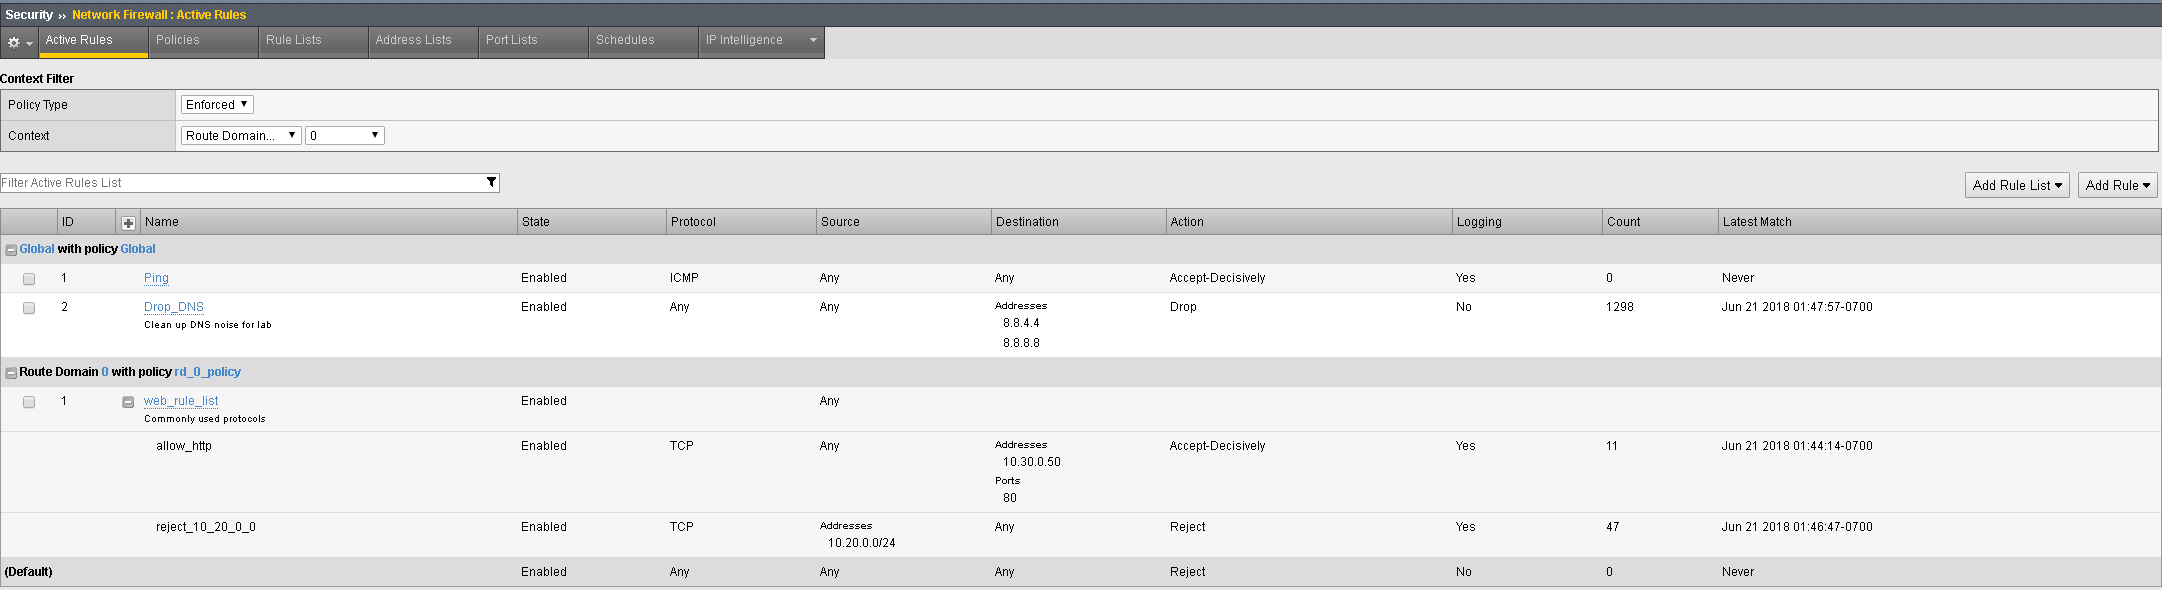 Security ›› Network Firewall : Active Rules
Active Rules Policies Rule Lists Address Lists Port Lists Schedules IP Intelligence
Context Filter
Policy Type Enforced
Context Route Domain... 0
Filter Active Rules List
Add Rule List Add Rule
ID Name State Protocol Source Destination Action Logging Count Latest Match
Global with policy Global
1 Ping Enabled ICMP Any Any Accept-Decisively Yes 0 Never
2 Drop_DNS Enabled Any Any Addresses Drop No 1298 Jun 21 2018 01:47:57-0700
Clean up DNS noise for lab 8.8.4.4
8.8.8.8
Route Domain 0 with policy rd_0_policy
1 web_rule_list Enabled Any
Commonly used protocols
allow_http Enabled TCP Any Addresses Accept-Decisively Yes 11 Jun 21 2018 01:44:14-0700
10.30.0.50
Ports
80
reject_10_20_0_0 Enabled TCP Addresses Any Reject Yes 47 Jun 21 2018 01:46:47-0700
10.20.0.0/24
(Default) Enabled Any Any Any Reject No 0 Never